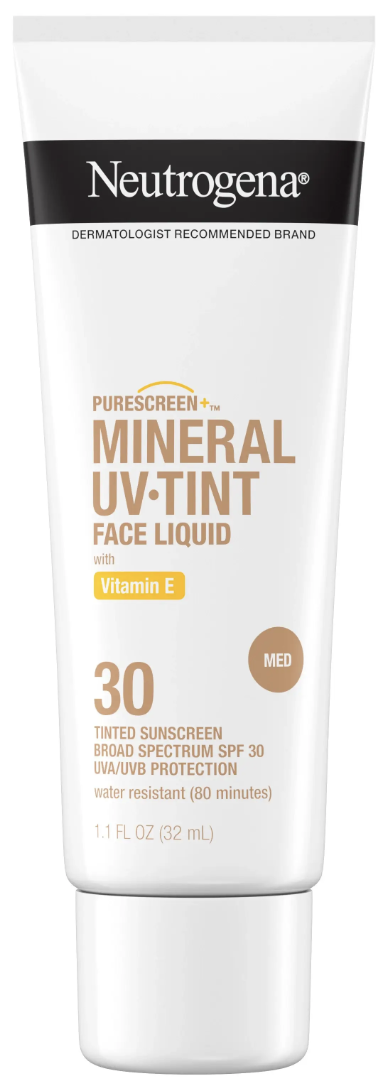 Neutrogena®
DERMATOLOGIST RECOMMENDED BRAND
PURESCREEN+™
MINERAL
UV•TINT
FACE LIQUID
with
Vitamin E
MED
30
TINTED SUNSCREEN
BROAD SPECTRUM SPF 30
UVA/UVB PROTECTION
water resistant (80 minutes)
1.1 FL OZ (32 mL)